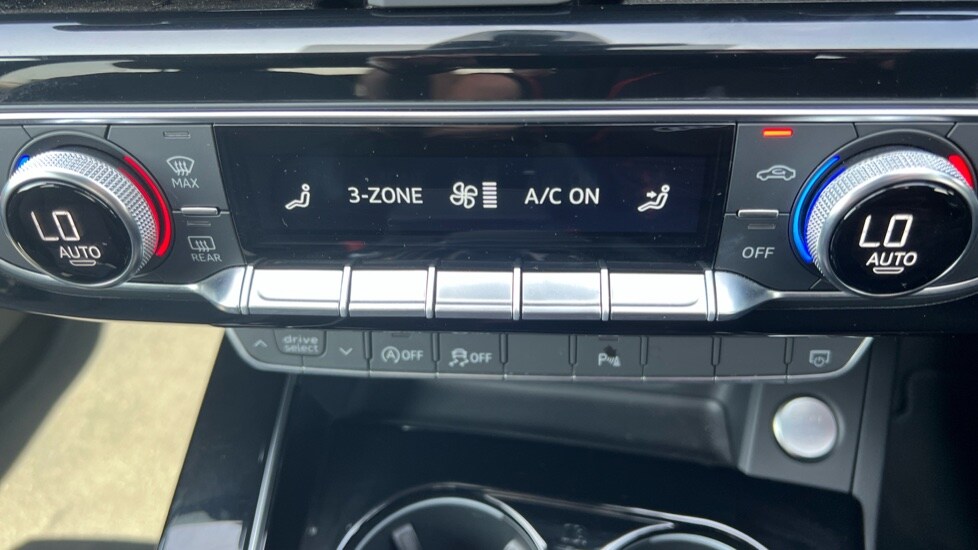 MAX
REAR
LO
AUTO
3-ZONE
A/C ON
OFF
LO
AUTO
drive
select
OFF
OFF
P